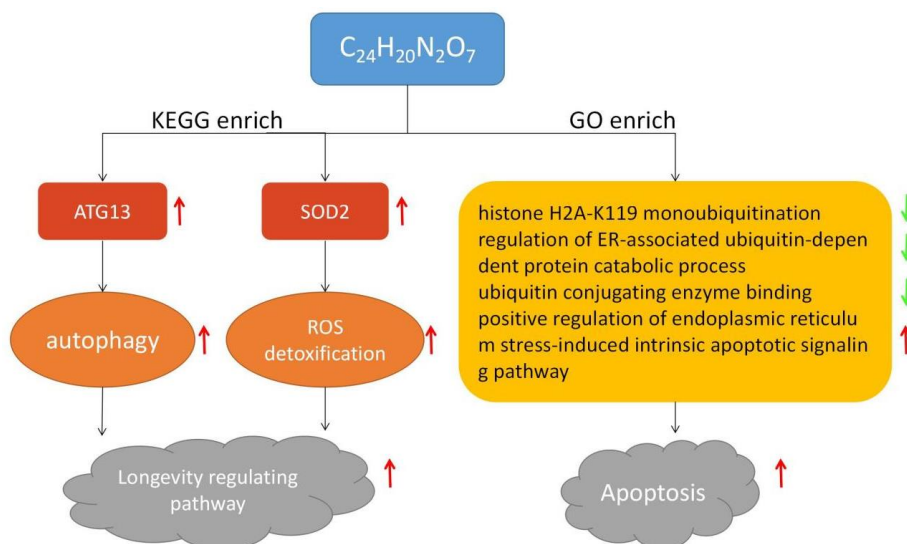 C₂₄H₂₀N₂O₇
KEGG enrich
GO enrich
ATG13
SOD2
autophagy
ROS
detoxification
histone H2A-K119 monoubiquitination
regulation of ER-associated ubiquitin-depen
dent protein catabolic process
ubiquitin conjugating enzyme binding
positive regulation of endoplasmic reticulu
m stress-induced intrinsic apoptotic signalin
g pathway
Longevity regulating
pathway
Apoptosis